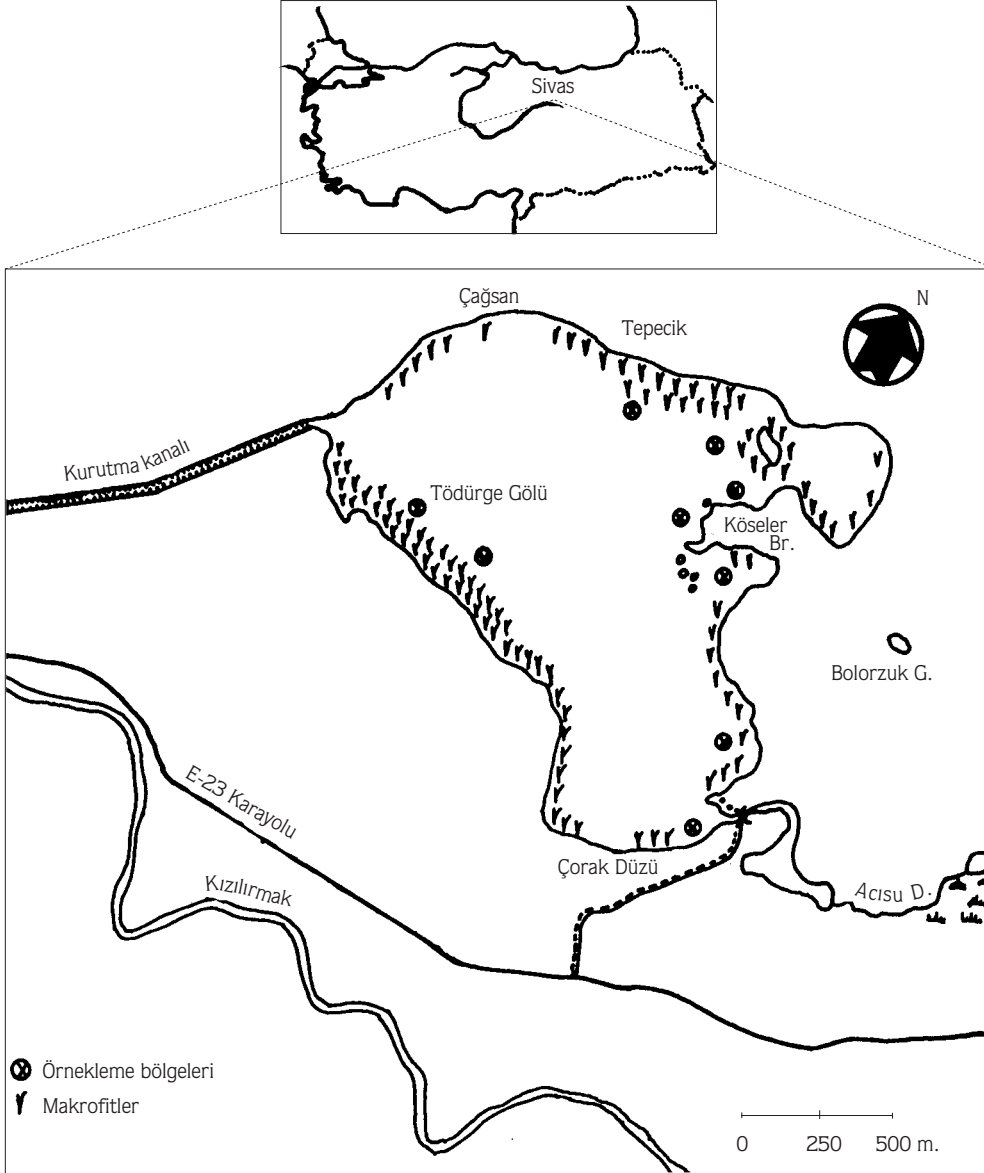 Sivas
Çağsan
N
Tepecik
Kurutma kanalı
Tödürge Gölü
Köseler
Br.
Bolorzuk G.
E-23 Karayolu
Çorak Düzü
Kızılırmak
Acısu D.
Örnekleme bölgeleri
Makrofitler
0 250 500 m.